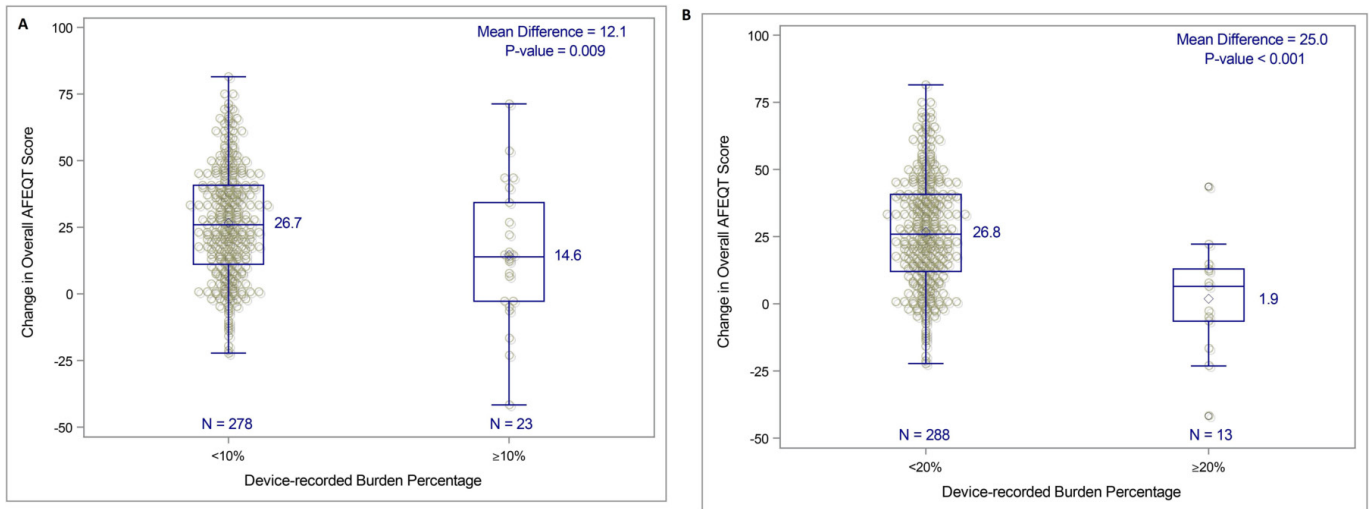 A
Mean Difference = 12.1
P-value = 0.009
Change in Overall AFEQT Score
100
75
50
25
0
-25
-50
26.7
14.6
N = 278
N = 23
<10%
≥10%
Device-recorded Burden Percentage
B
Mean Difference = 25.0
P-value < 0.001
Change in Overall AFEQT Score
100
75
50
25
0
-25
-50
26.8
1.9
N = 288
N = 13
<20%
≥20%
Device-recorded Burden Percentage